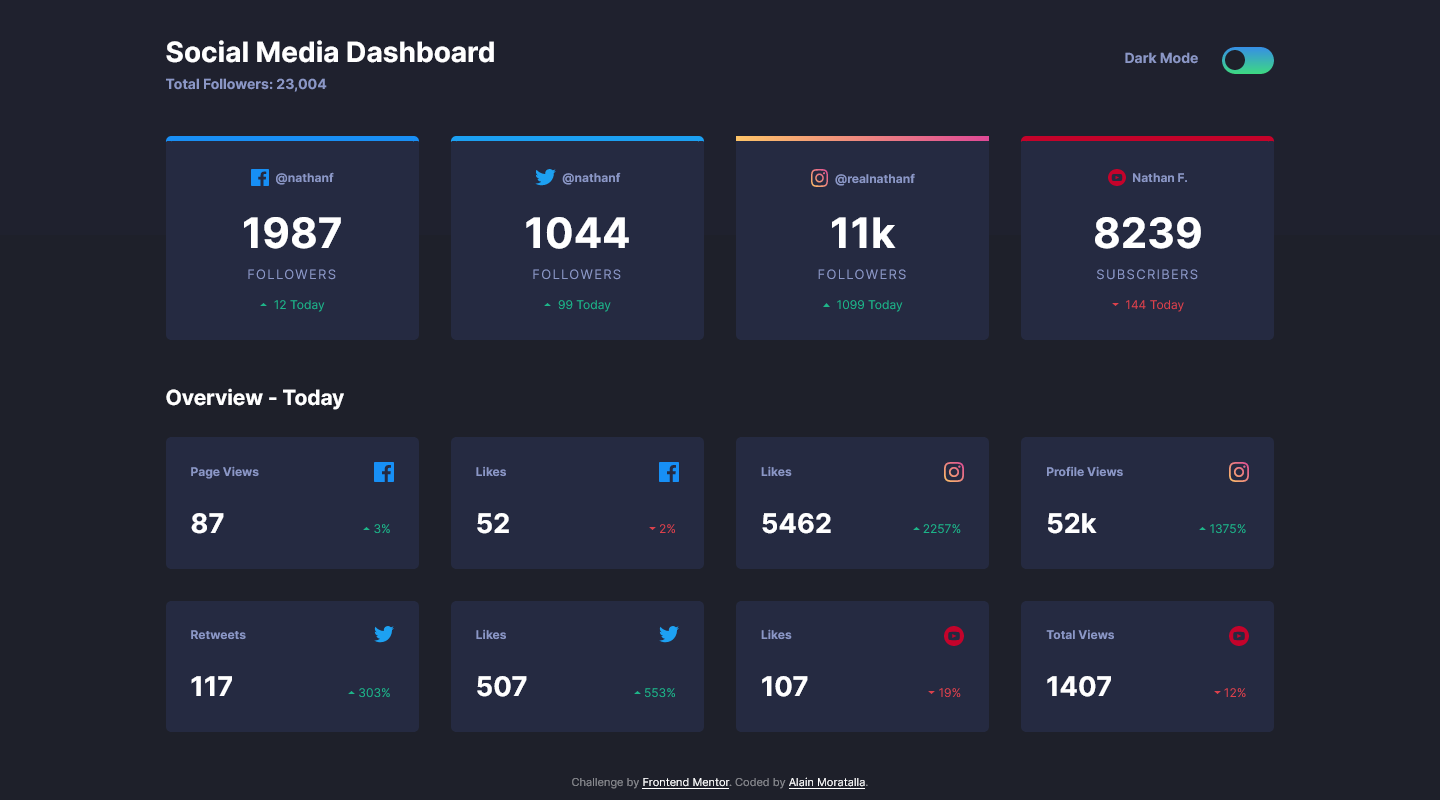 Social Media Dashboard
Total Followers: 23,004
Dark Mode
@nathanf
1987
FOLLOWERS
12 Today
@nathanf
1044
FOLLOWERS
99 Today
@realnathanf
11k
FOLLOWERS
1099 Today
Nathan F.
8239
SUBSCRIBERS
144 Today
Overview - Today
Page Views
87
3%
Likes
52
2%
Likes
5462
2257%
Profile Views
52k
1375%
Retweets
117
303%
Likes
507
553%
Likes
107
19%
Total Views
1407
12%
Challenge by Frontend Mentor. Coded by Alain Moratalla.